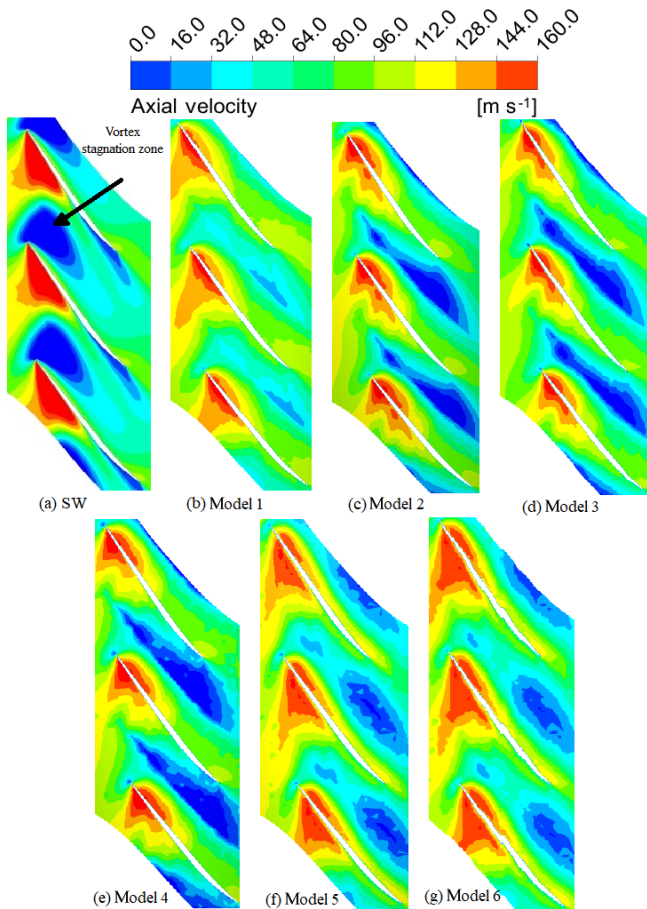 0.0 16.0 32.0 48.0 64.0 80.0 96.0 112.0 128.0 144.0 160.0
Axial velocity [m s-1]
Vortex
stagnation zone
(a) SW (b) Model 1 (c) Model 2 (d) Model 3
(e) Model 4 (f) Model 5 (g) Model 6